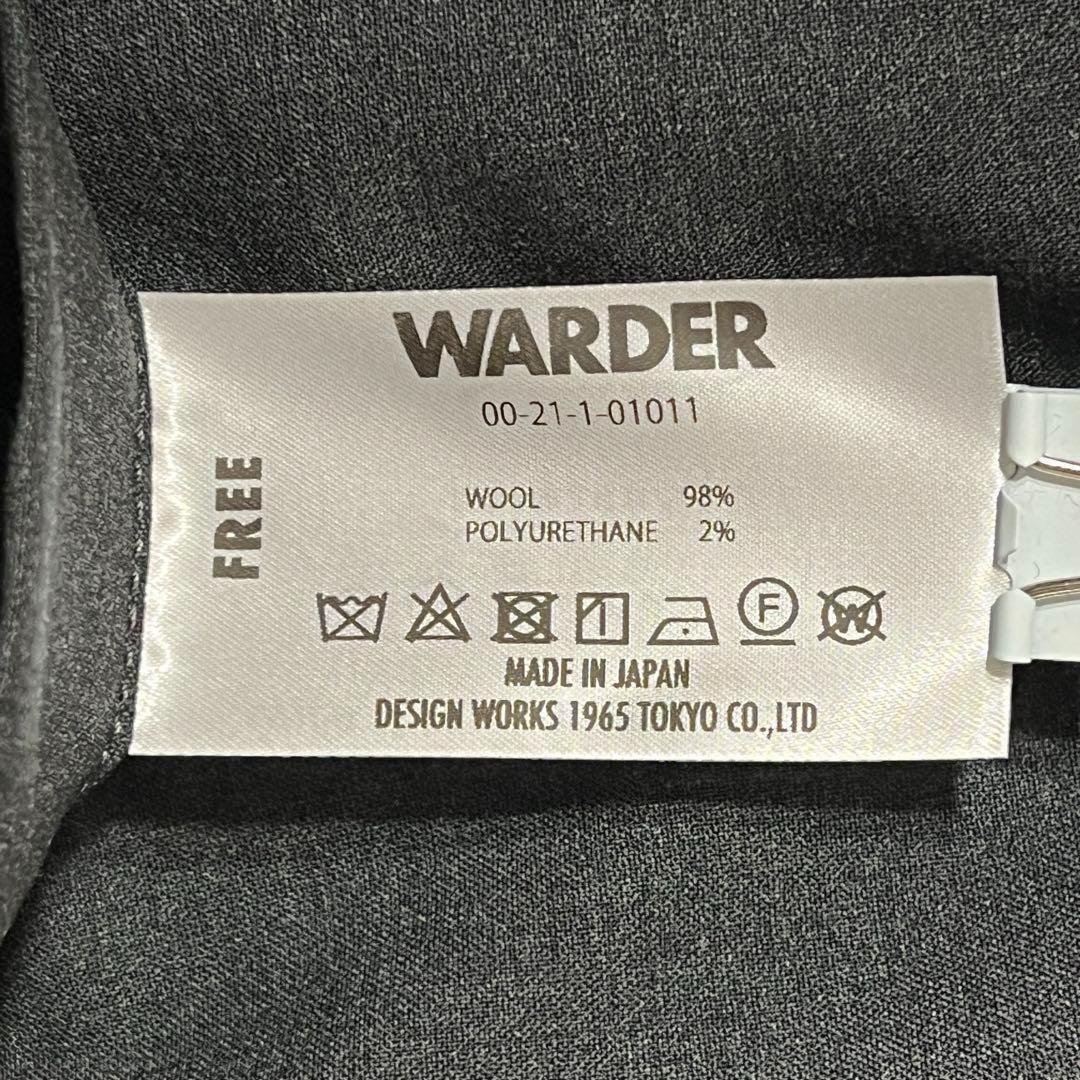 WARDER
00-21-1-01011
FREE
WOOL 98%
POLYURETHANE 2%
F W
MADE IN JAPAN
DESIGN WORKS 1965 TOKYO CO.,LTD